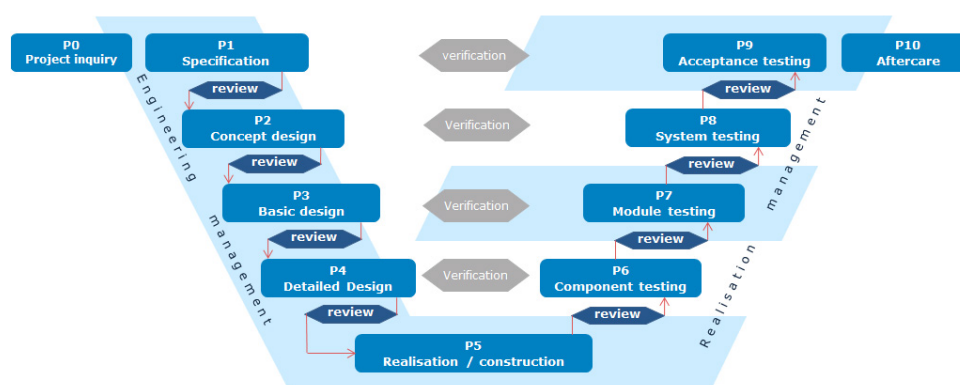 P0
Project inquiry
P1
Specification
verification
P9
Acceptance testing
P10
Aftercare
review
review
P2
Concept design
Verification
P8
System testing
review
review
P3
Basic design
Verification
P7
Module testing
review
review
P4
Detailed Design
Verification
P6
Component testing
review
review
P5
Realisation / construction
Engineering management
Realisation management